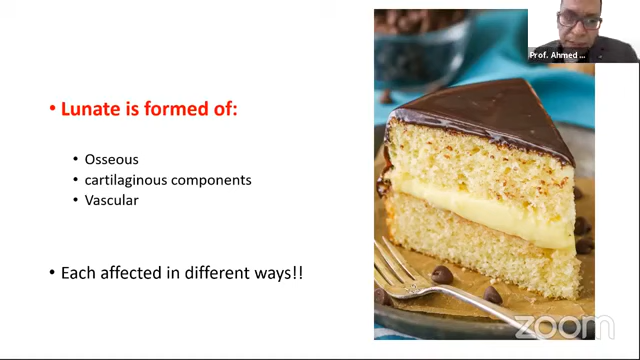 Prof. Ahmed ...
• Lunate is formed of:
• Osseous
• cartilaginous components
• Vascular
• Each affected in different ways!!
zoom